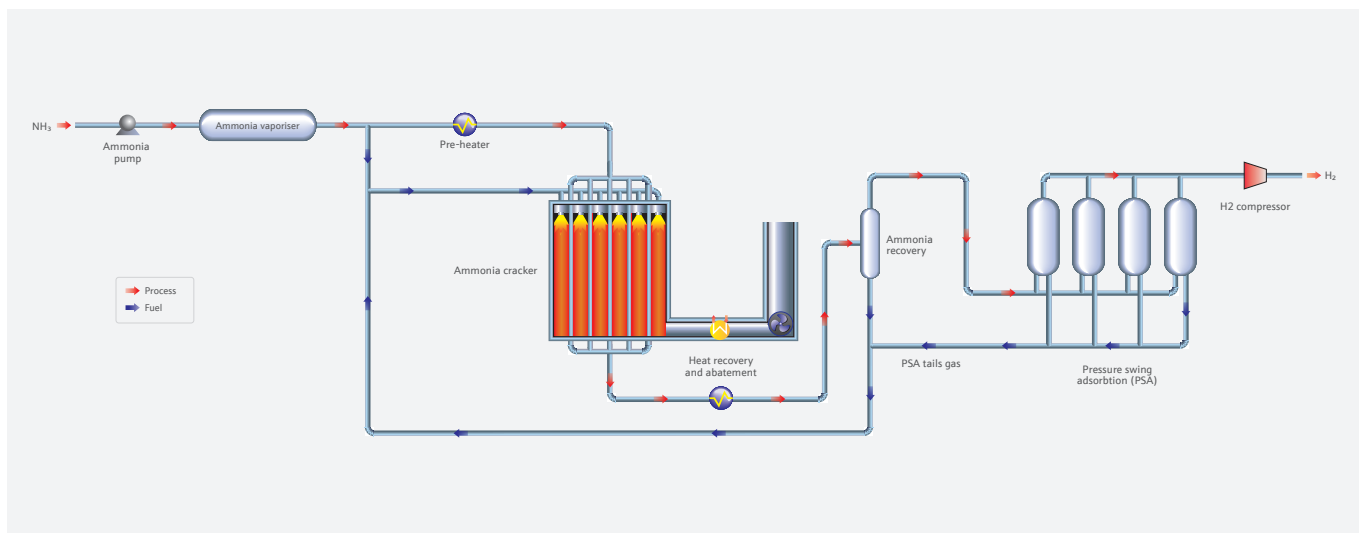 NH₃
Ammonia
pump
Ammonia vaporiser
Pre-heater
Ammonia cracker
Process
Fuel
Heat recovery
and abatement
Ammonia
recovery
PSA tails gas
Pressure swing
adsorbtion (PSA)
H2 compressor
H₂